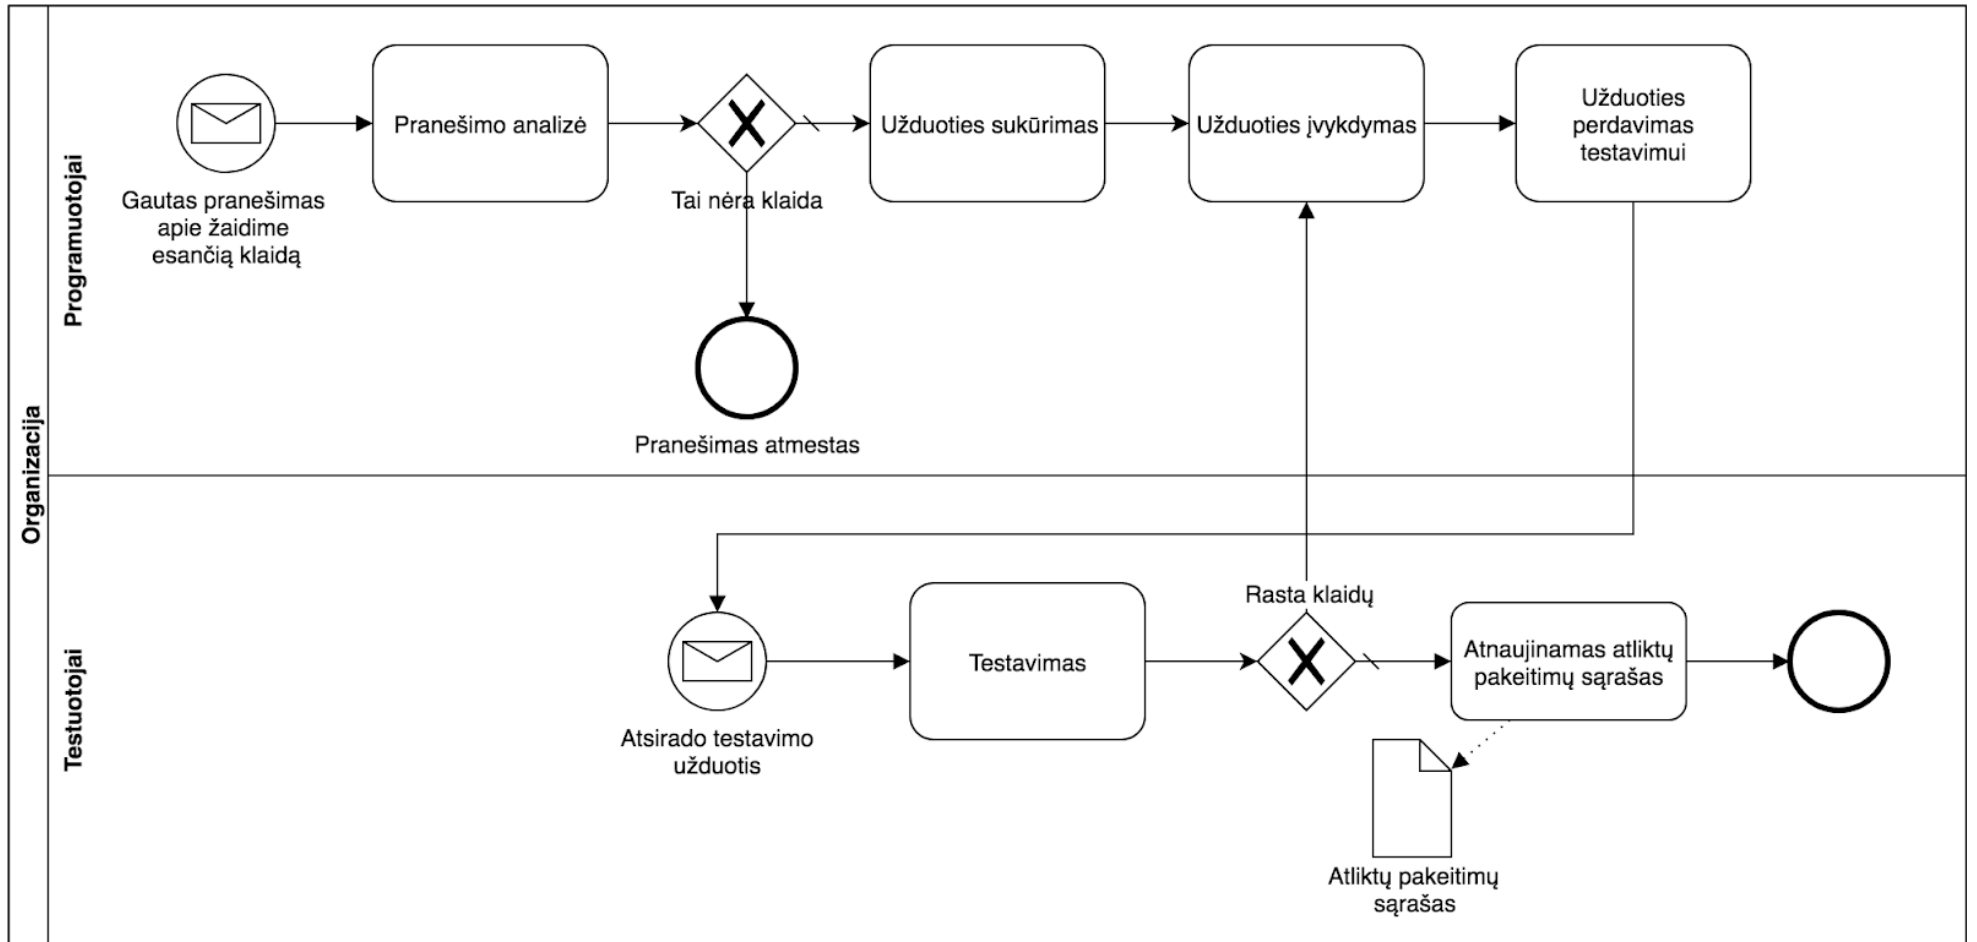 Organizacija
Programuotojai
Gautas pranešimas
apie žaidime
esančią klaidą
Pranešimo analizė
Tai nėra klaida
Pranešimas atmestas
Užduoties sukūrimas
Užduoties įvykdymas
Užduoties
perdavimas
testavimui
Testuotojai
Atsirado testavimo
užduotis
Testavimas
Rasta klaidų
Atnaujinamas atliktų
pakeitimų sąrašas
Atliktų pakeitimų
sąrašas